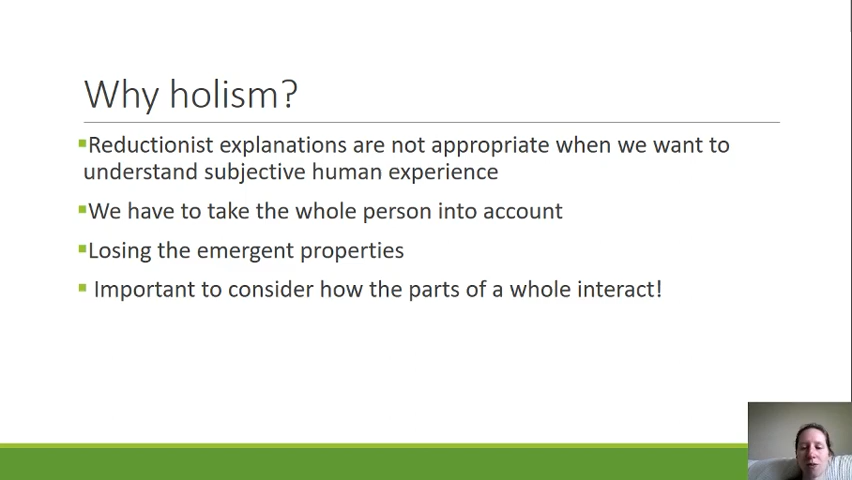 Why holism?
▪Reductionist explanations are not appropriate when we want to
understand subjective human experience
▪We have to take the whole person into account
▪Losing the emergent properties
▪ Important to consider how the parts of a whole interact!